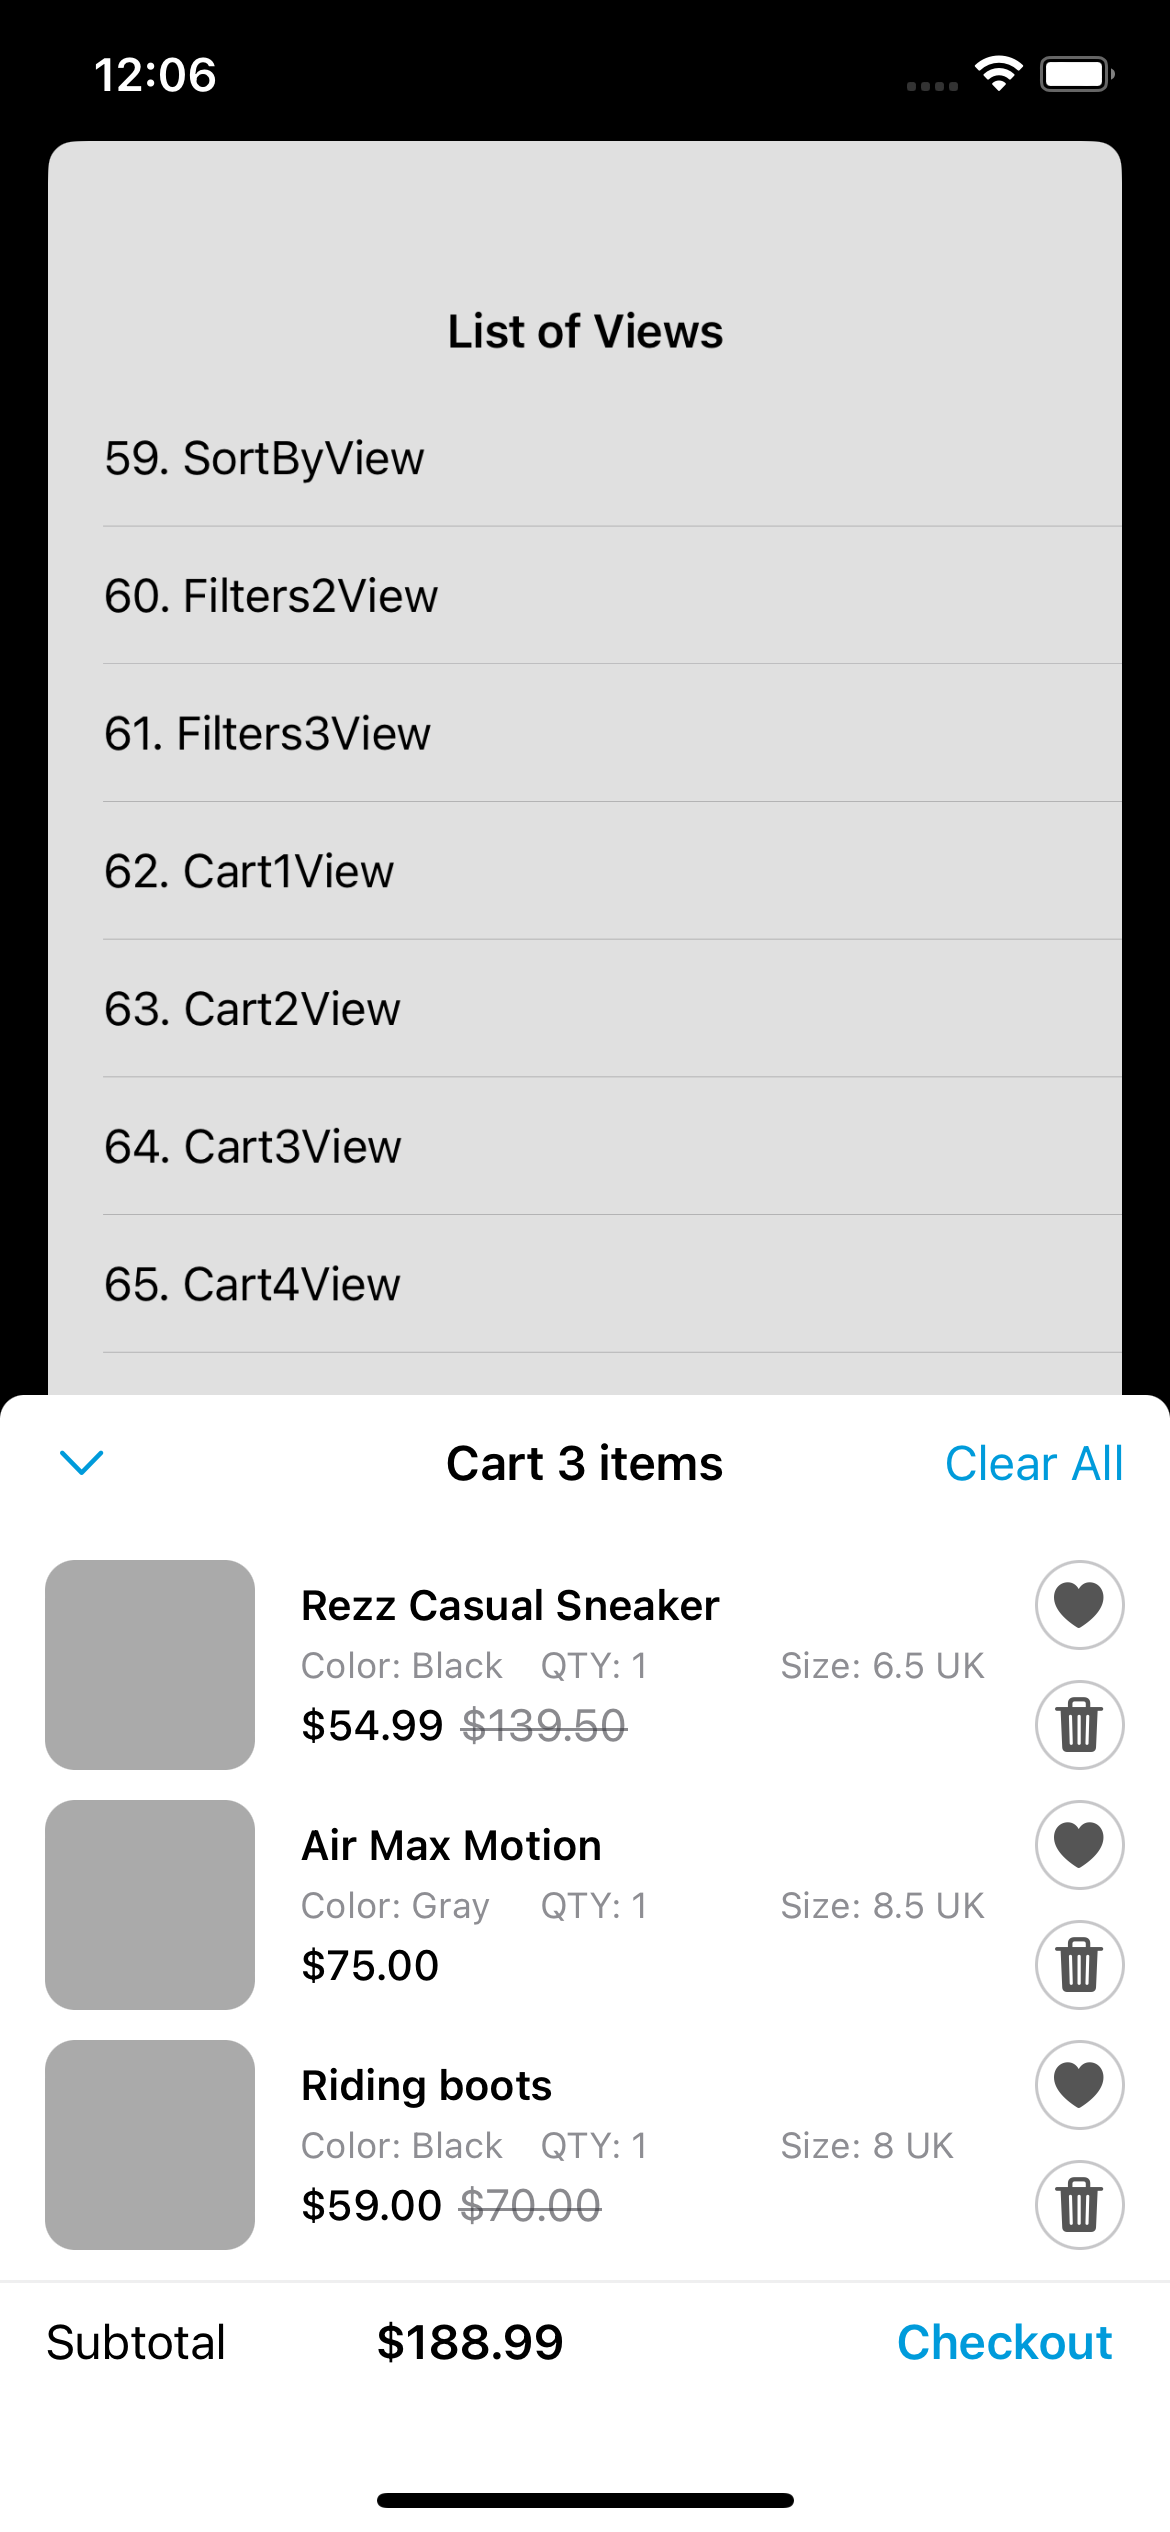 12:06
List of Views
59. SortByView
60. Filters2View
61. Filters3View
62. Cart1View
63. Cart2View
64. Cart3View
65. Cart4View
Cart 3 items Clear All
Rezz Casual Sneaker
Color: Black QTY: 1 Size: 6.5 UK
$54.99 $139.50
Air Max Motion
Color: Gray QTY: 1 Size: 8.5 UK
$75.00
Riding boots
Color: Black QTY: 1 Size: 8 UK
$59.00 $70.00
Subtotal $188.99 Checkout